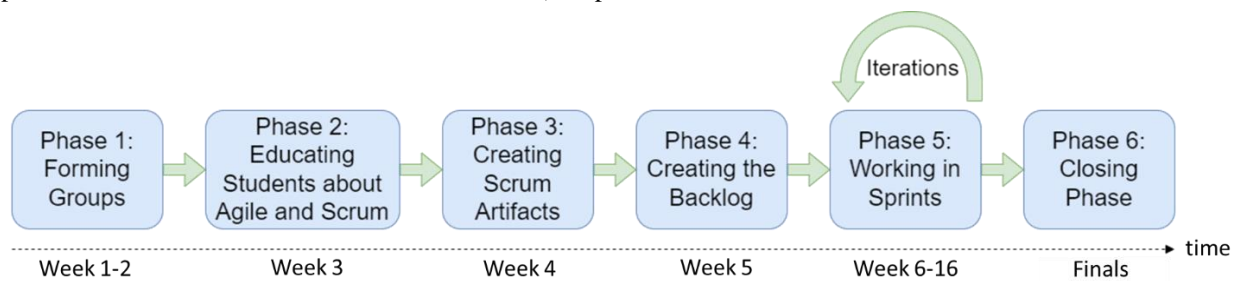 Iterations
Phase 1:
Forming
Groups
Phase 2:
Educating
Students about
Agile and Scrum
Phase 3:
Creating
Scrum
Artifacts
Phase 4:
Creating the
Backlog
Phase 5:
Working in
Sprints
Phase 6:
Closing
Phase
time
Week 1-2
Week 3
Week 4
Week 5
Week 6-16
Finals